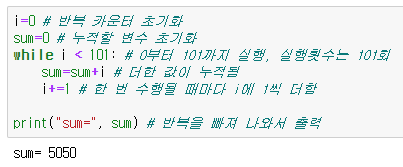 i=0 # 반복 카운터 초기화
sum=0 # 누적할 변수 초기화
while i < 101: # 0부터 101까지 실행, 실행횟수는 101회
    sum=sum+i # 더한 값이 누적됨
    i+=1 # 한 번 수행될 때마다 i에 1씩 더함

print("sum=", sum) # 반복을 빠져 나와서 출력
sum= 5050